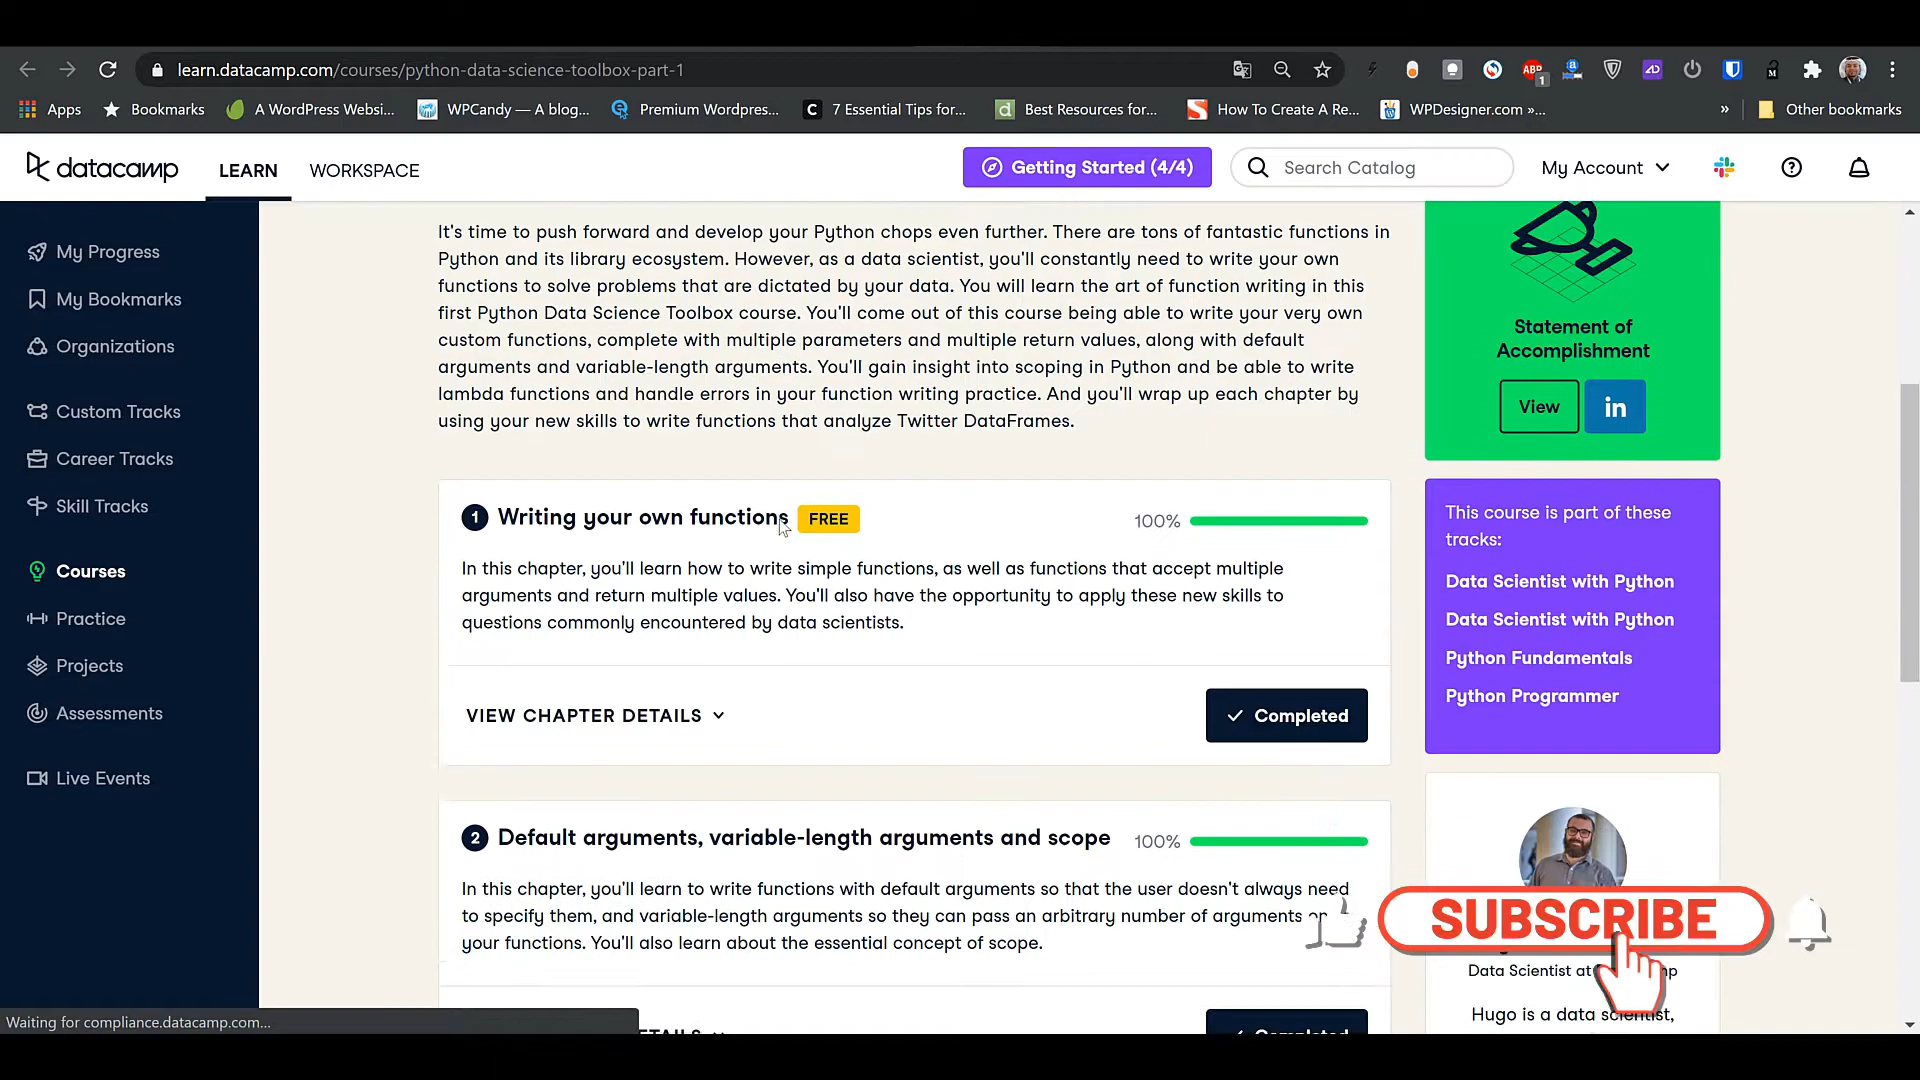 learn.datacamp.com/courses/python-data-science-toolbox-part-1
ABP
1
Apps
Bookmarks
A WordPress Websi...
WPCandy — A blog...
Premium Wordpres...
7 Essential Tips for...
Best Resources for...
How To Create A Re...
WPDesigner.com »...
»
Other bookmarks
datacamp
LEARN
WORKSPACE
Getting Started (4/4)
Search Catalog
My Account
My Progress
My Bookmarks
Organizations
Custom Tracks
Career Tracks
Skill Tracks
Courses
Practice
Projects
Assessments
Live Events
It's time to push forward and develop your Python chops even further. There are tons of fantastic functions in
Python and its library ecosystem. However, as a data scientist, you'll constantly need to write your own
functions to solve problems that are dictated by your data. You will learn the art of function writing in this
first Python Data Science Toolbox course. You'll come out of this course being able to write your very own
custom functions, complete with multiple parameters and multiple return values, along with default
arguments and variable-length arguments. You'll gain insight into scoping in Python and be able to write
lambda functions and handle errors in your function writing practice. And you'll wrap up each chapter by
using your new skills to write functions that analyze Twitter DataFrames.
1 Writing your own functions FREE
100%
In this chapter, you'll learn how to write simple functions, as well as functions that accept multiple
arguments and return multiple values. You'll also have the opportunity to apply these new skills to
questions commonly encountered by data scientists.
VIEW CHAPTER DETAILS
Completed
2 Default arguments, variable-length arguments and scope
100%
In this chapter, you'll learn to write functions with default arguments so that the user doesn't always need
to specify them, and variable-length arguments so they can pass an arbitrary number of arguments on
your functions. You'll also learn about the essential concept of scope.
Completed
Statement of
Accomplishment
View
in
This course is part of these
tracks:
Data Scientist with Python
Data Scientist with Python
Python Fundamentals
Python Programmer
SUBSCRIBE
Data Scientist at
Hugo is a data scientist,
Waiting for compliance.datacamp.com...